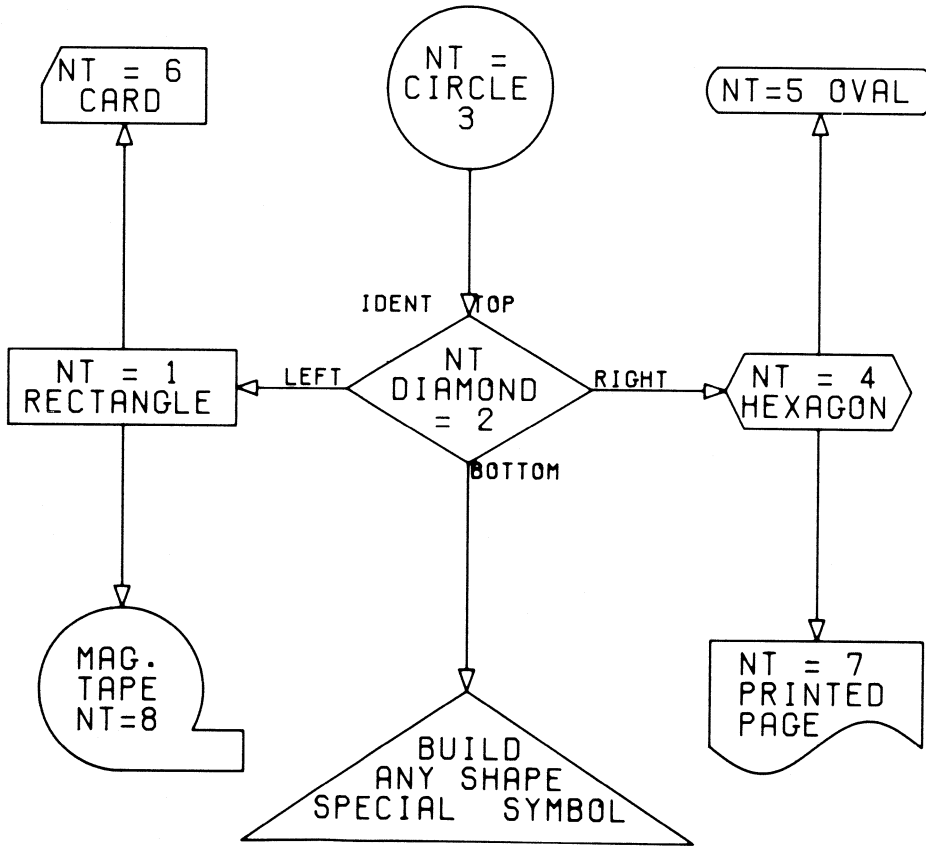 NT = 6
CARD
NT =
CIRCLE
3
NT=5 OVAL
IDENT TOP
NT = 1
RECTANGLE
LEFT
NT
DIAMOND
= 2
RIGHT
NT = 4
HEXAGON
BOTTOM
MAG.
TAPE
NT=8
BUILD
ANY SHAPE
SPECIAL SYMBOL
NT = 7
PRINTED
PAGE